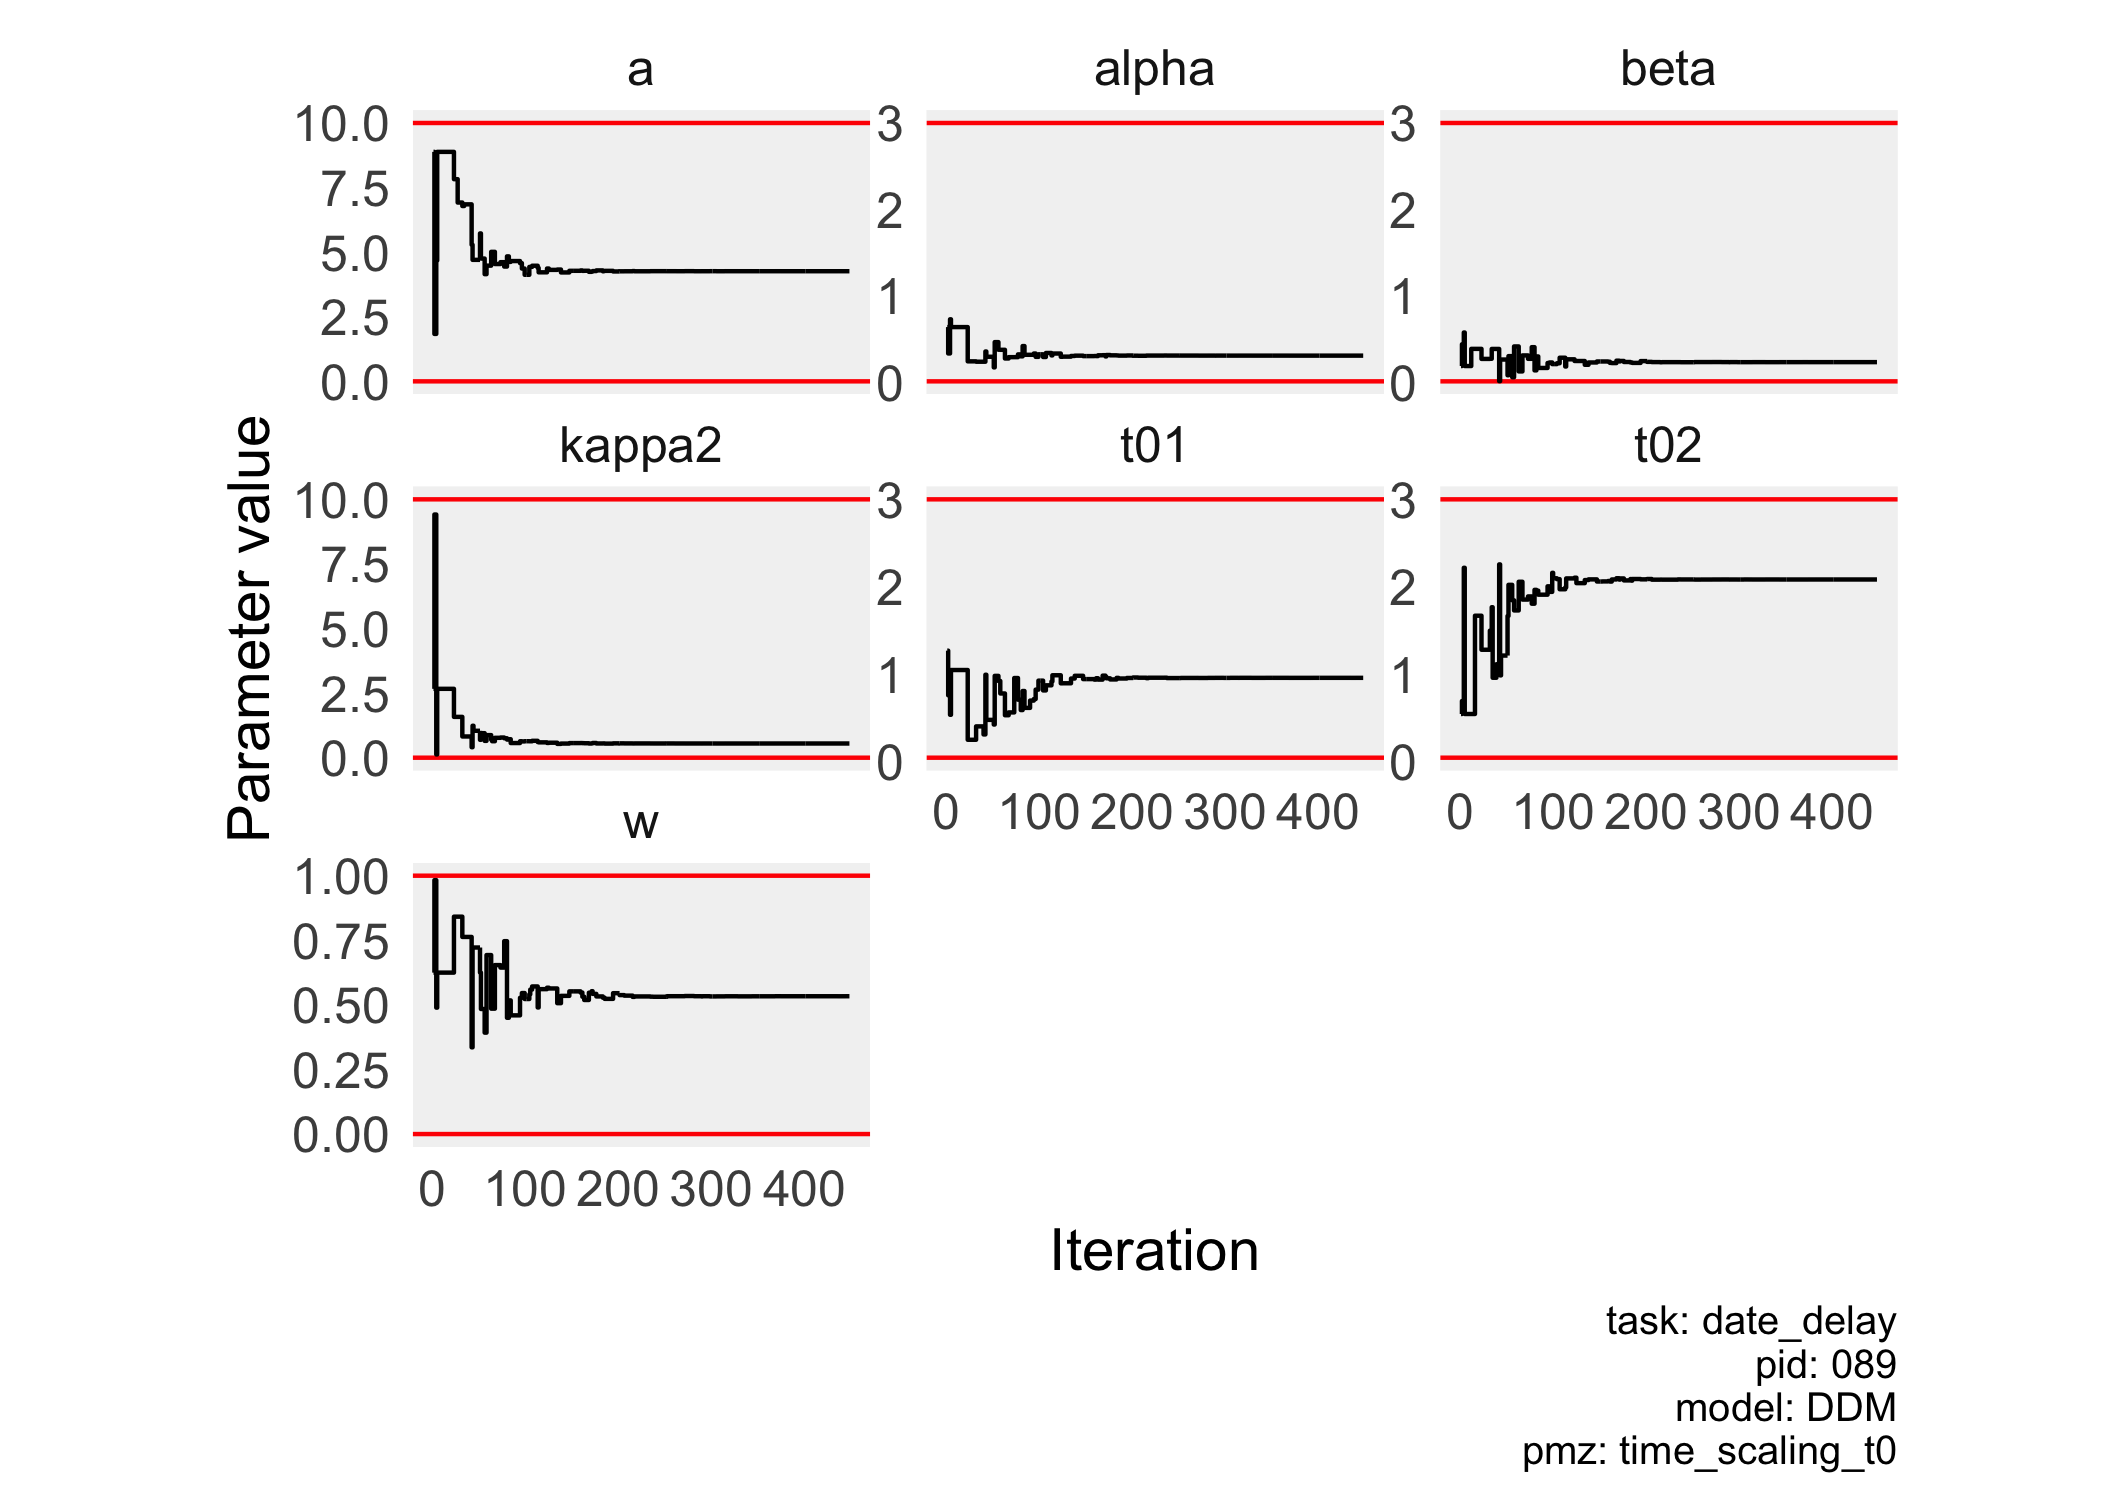 a alpha beta
10.0 3 3
7.5
2 2
5.0
1 1
2.5
0.0 0 0
kappa2 t01 t02
10.0 3 3
7.5
2 2
5.0
1 1
2.5
0.0 0 0
0 100 200 300 400 0 100 200 300 400
Parameter value
w
1.00
0.75
0.50
0.25
0.00
0 100 200 300 400
Iteration
task: date_delay
pid: 089
model: DDM
pmz: time_scaling_t0